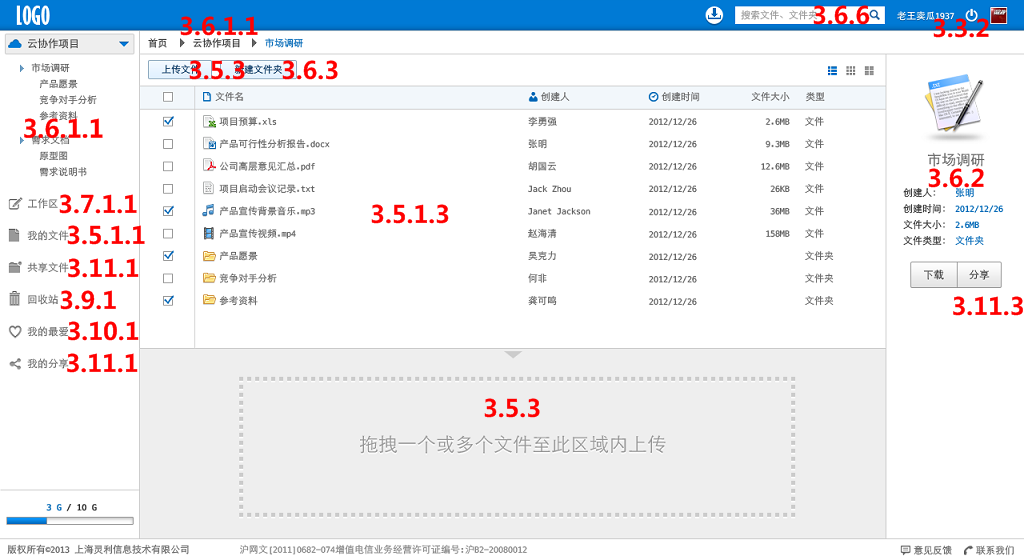 LOGO
3.6.1.1
搜索文件、文件夹
3.6.6
老王卖瓜1937
3.3.2
云协作项目
首页 云协作项目 市场调研
市场调研
产品愿景
竞争对手分析
参考资料
3.6.1.1
需求文档
原型图
需求说明书
工作区 3.7.1.1
我的文件 3.5.1.1
共享文件 3.11.1
回收站 3.9.1
我的最爱 3.10.1
我的分享 3.11.1
3 G / 10 G
上传文件 3.5.3 新建文件夹 3.6.3
文件名 创建人 创建时间 文件大小 类型
项目预算.xls 李勇强 2012/12/26 2.6MB 文件
产品可行性分析报告.docx 张明 2012/12/26 9.3MB 文件
公司高层意见汇总.pdf 胡国云 2012/12/26 12.6MB 文件
项目启动会议记录.txt Jack Zhou 2012/12/26 26KB 文件
产品宣传背景音乐.mp3 3.5.1.3 Janet Jackson 2012/12/26 36MB 文件
产品宣传视频.mp4 赵海清 2012/12/26 158MB 文件
产品愿景 吴克力 2012/12/26 文件夹
竞争对手分析 何非 2012/12/26 文件夹
参考资料 龚可鸣 2012/12/26 文件夹
3.5.3
拖拽一个或多个文件至此区域内上传
市场调研
3.6.2
创建人： 张明
创建时间： 2012/12/26
文件大小： 2.6MB
文件类型： 文件夹
下载 分享
3.11.3
版权所有©2013 上海灵利信息技术有限公司 沪网文[2011]0682-074增值电信业务经营许可证编号:沪B2-20080012 意见反馈 联系我们